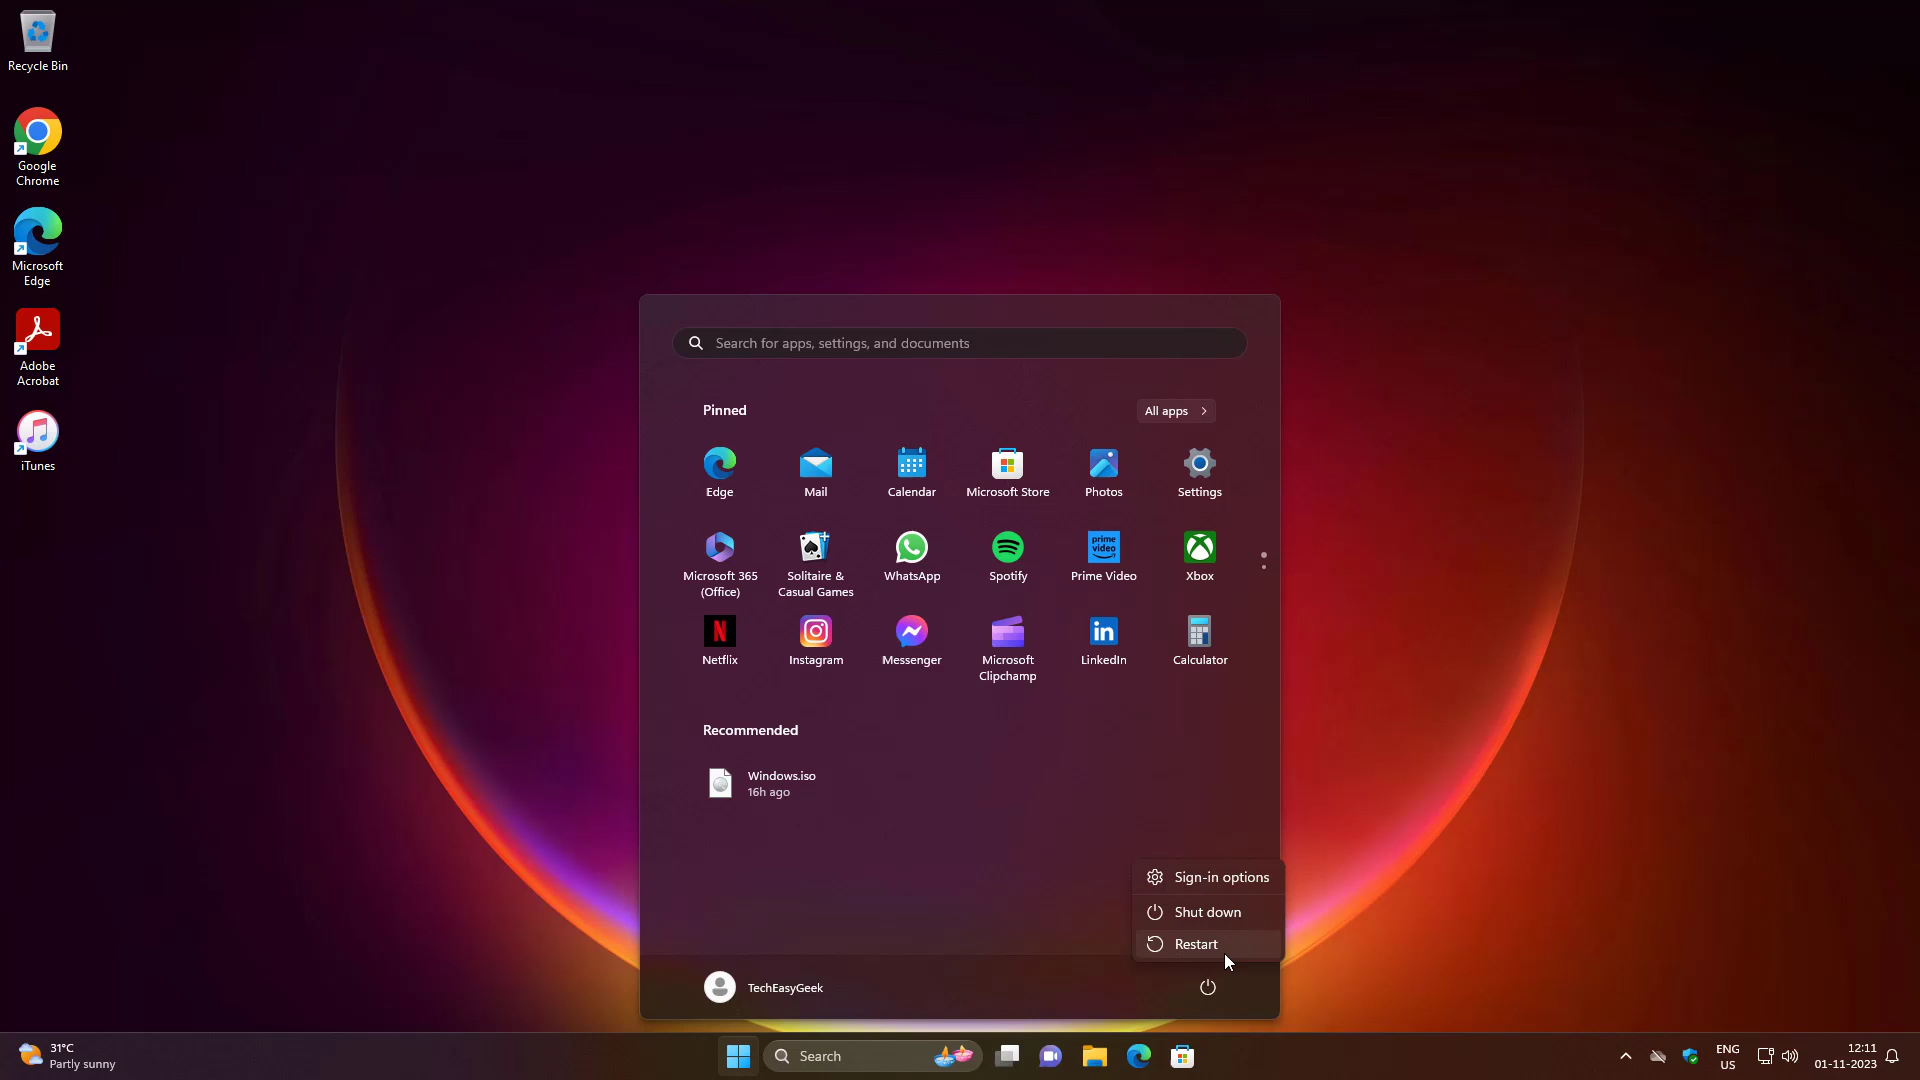 Recycle Bin
Google
Chrome
Microsoft
Edge
Adobe
Acrobat
iTunes
Search for apps, settings, and documents
Pinned
All apps
Edge
Mail
Calendar
Microsoft Store
Photos
Settings
Microsoft 365
(Office)
Solitaire &
Casual Games
WhatsApp
Spotify
prime
video
Prime Video
Xbox
N
Netflix
Instagram
Messenger
Microsoft
Clipchamp
in
LinkedIn
Calculator
Recommended
Windows.iso
16h ago
Sign-in options
Shut down
Restart
TechEasyGeek
31°C
Partly sunny
Search
ENG
US
12:11
01-11-2023